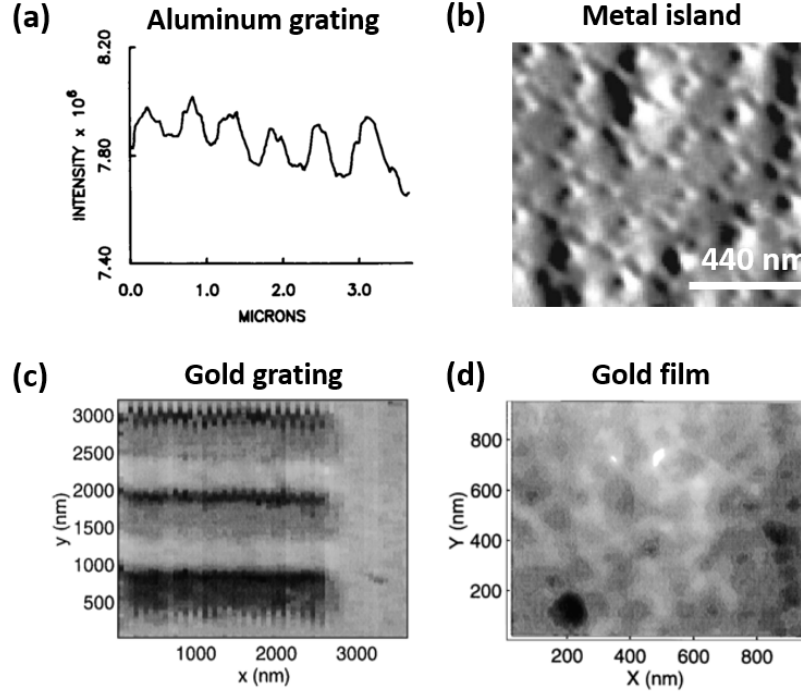 (a) Aluminum grating
8.20
7.80
7.40
INTENSITY × 10⁶
0.0 1.0 2.0 3.0
MICRONS
(b) Metal island
440 nm
(c) Gold grating
3000
2500
2000
1500
1000
500
y (nm)
1000 2000 3000
x (nm)
(d) Gold film
800
600
400
200
Y (nm)
200 400 600 800
X (nm)